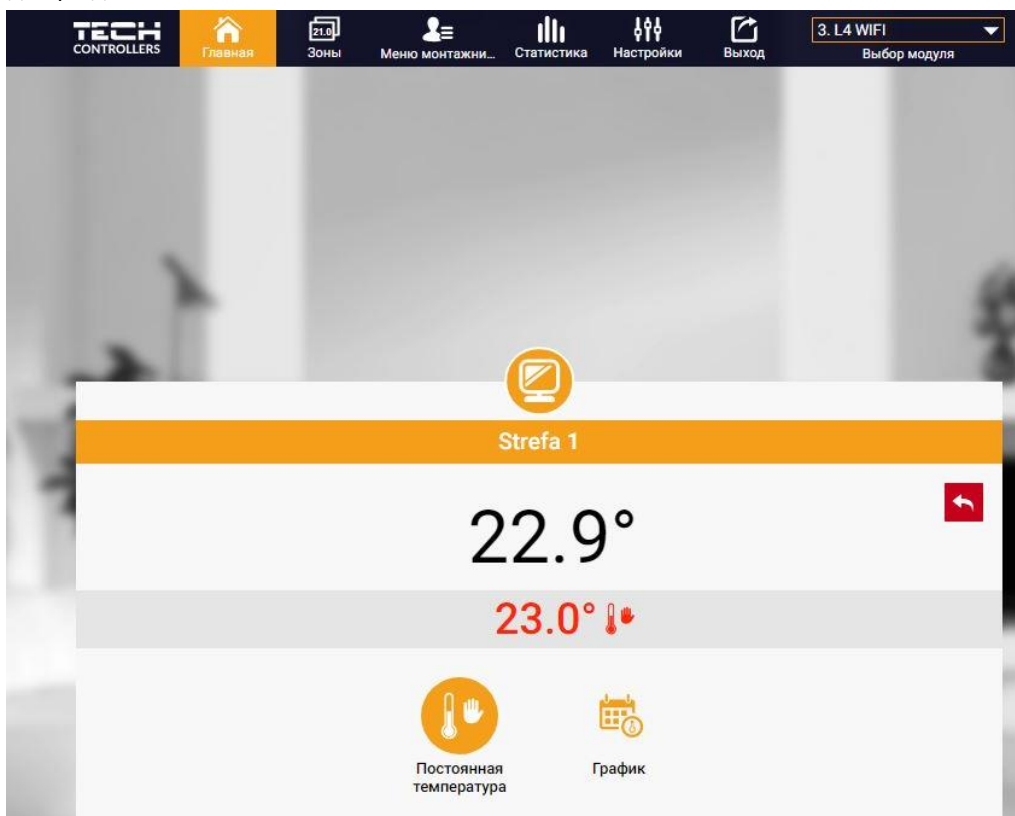 TECH
CONTROLLERS
Главная
21.0
Зоны
Меню монтажни...
Статистика
Настройки
Выход
3. L4 WIFI
Выбор модуля
Strefa 1
22.9°
23.0°
Постоянная
температура
График